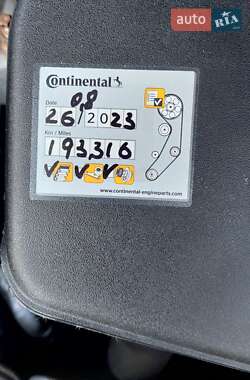 AUTO RIA
Continental
Date
08
26/2023
Km / Miles
193316
www.continental-engineparts.com